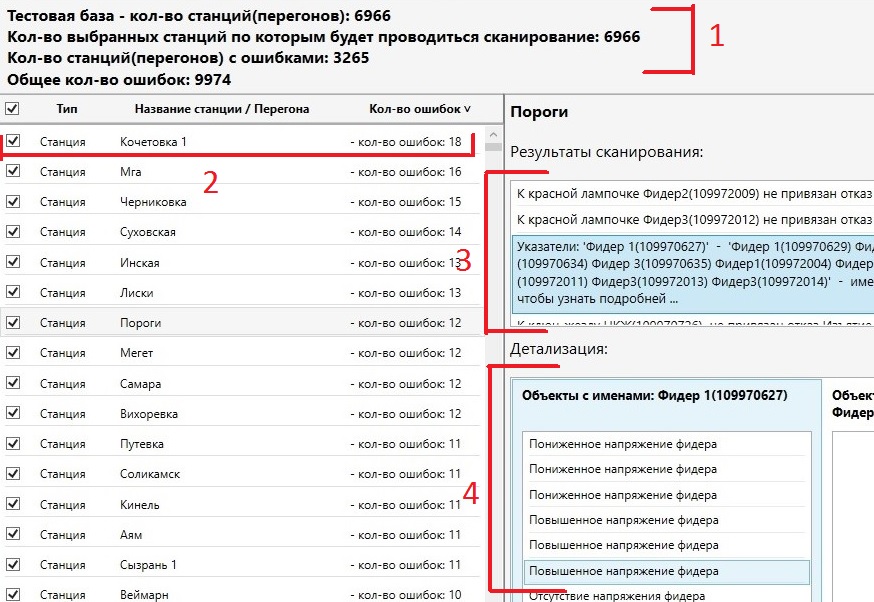 Тестовая база - кол-во станций(перегонов): 6966
Кол-во выбранных станций по которым будет проводиться сканирование: 6966
Кол-во станций(перегонов) с ошибками: 3265
Общее кол-во ошибок: 9974
1
Тип Название станции / Перегона Кол-во ошибок
Станция Кочетовка 1 - кол-во ошибок: 18
Станция Мга - кол-во ошибок: 16
2
Станция Черниковка - кол-во ошибок: 15
Станция Суховская - кол-во ошибок: 14
Станция Инская - кол-во ошибок: 13
Станция Лиски - кол-во ошибок: 13
Станция Пороги - кол-во ошибок: 12
Станция Мегет - кол-во ошибок: 12
Станция Самара - кол-во ошибок: 12
Станция Вихоревка - кол-во ошибок: 12
Станция Путевка - кол-во ошибок: 11
Станция Соликамск - кол-во ошибок: 11
Станция Кинель - кол-во ошибок: 11
Станция Аям - кол-во ошибок: 11
Станция Сызрань 1 - кол-во ошибок: 11
Станция Веймарн - кол-во ошибок: 10
Пороги
Результаты сканирования:
3
К красной лампочке Фидер2(109972009) не привязан отказ
К красной лампочке Фидер3(109972012) не привязан отказ
Указатели: 'Фидер 1(109970627)' - 'Фидер 1(109970629) Фи
(109970634) Фидер 3(109970635) Фидер1(109972004) Фидер
(109972011) Фидер3(109972013) Фидер3(109972014)' - име
чтобы узнать подробней ...
Детализация:
4
Объекты с именами: Фидер 1(109970627)
Пониженное напряжение фидера
Пониженное напряжение фидера
Пониженное напряжение фидера
Повышенное напряжение фидера
Повышенное напряжение фидера
Повышенное напряжение фидера
Отсутствие напряжения фидера
Объек
Фидер